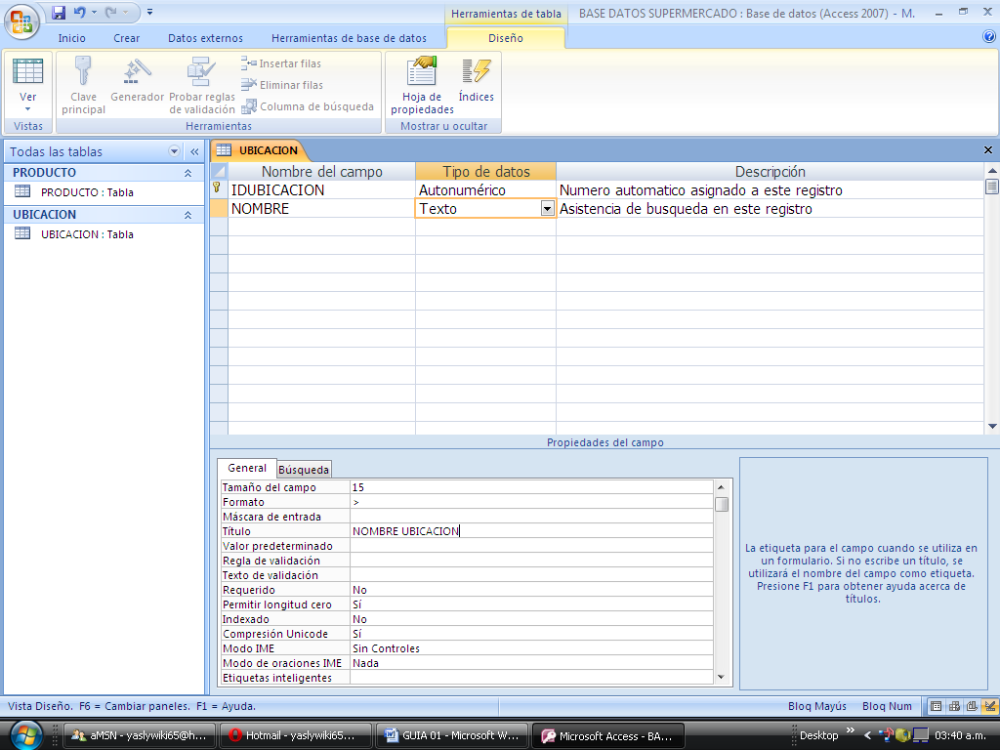 Herramientas de tabla BASE DATOS SUPERMERCADO : Base de datos (Access 2007) - M.
Inicio Crear Datos externos Herramientas de base de datos Diseño
Ver
Clave principal
Generador
Probar reglas de validación
Insertar filas
Eliminar filas
Columna de búsqueda
Hoja de propiedades
Índices
Vistas Herramientas Mostrar u ocultar
Todas las tablas «
PRODUCTO
PRODUCTO : Tabla
UBICACION
UBICACION : Tabla
UBICACION
Nombre del campo Tipo de datos Descripción
IDUBICACION Autonumérico Numero automatico asignado a este registro
NOMBRE Texto Asistencia de busqueda en este registro
Propiedades del campo
General Búsqueda
Tamaño del campo 15
Formato >
Máscara de entrada
Título NOMBRE UBICACION
Valor predeterminado
Regla de validación
Texto de validación
Requerido No
Permitir longitud cero Sí
Indexado No
Compresión Unicode Sí
Modo IME Sin Controles
Modo de oraciones IME Nada
Etiquetas inteligentes
La etiqueta para el campo cuando se utiliza en
un formulario. Si no escribe un título, se
utilizará el nombre del campo como etiqueta.
Presione F1 para obtener ayuda acerca de
títulos.
Vista Diseño. F6 = Cambiar paneles. F1 = Ayuda. Bloq Mayús Bloq Num
aMSN - yaslywiki65@h... Hotmail - yaslywiki65... GUIA 01 - Microsoft W... Microsoft Access - BA... Desktop » < 03:40 a.m.